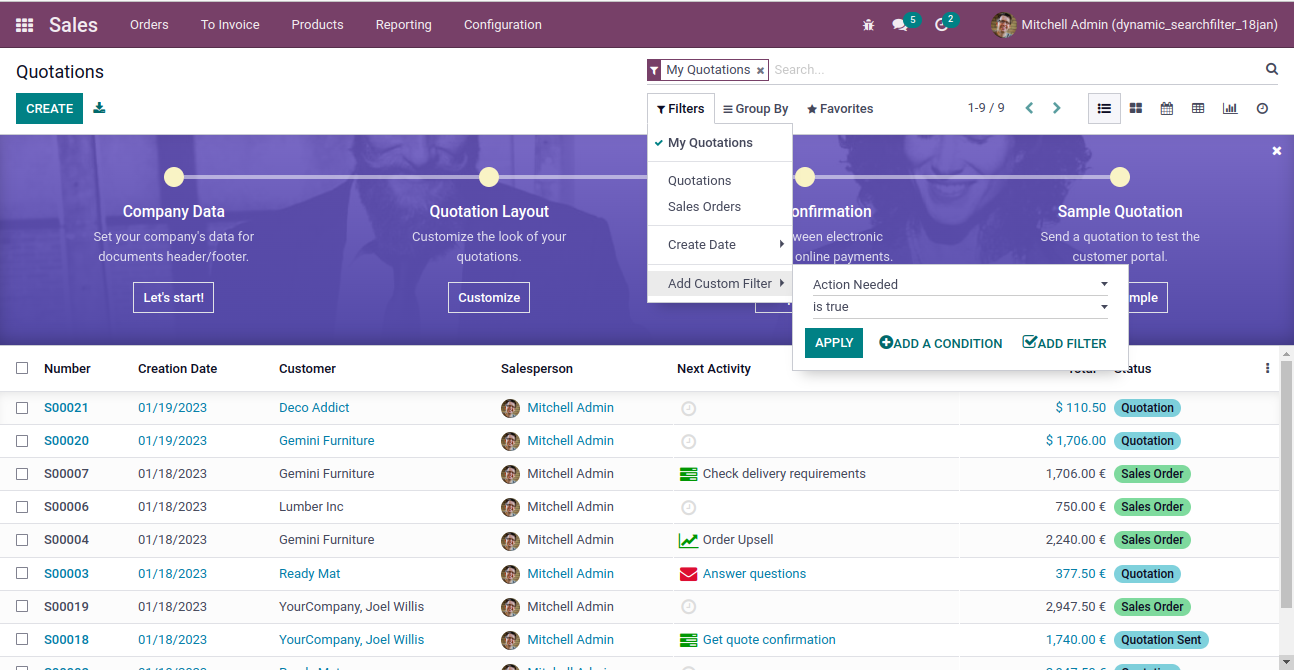 Sales Orders To Invoice Products Reporting Configuration 5 2 Mitchell Admin (dynamic_searchfilter_18jan)
Quotations
My Quotations × Search...
CREATE
Filters Group By Favorites 1-9 / 9
My Quotations
Quotations
Sales Orders
Create Date
Add Custom Filter
Action Needed
is true
APPLY ADD A CONDITION ADD FILTER
Company Data
Set your company's data for
documents header/footer.
Let's start!
Quotation Layout
Customize the look of your
quotations.
Customize
onfirmation
ween electronic
online payments.
Sample Quotation
Send a quotation to test the
customer portal.
mple
Number Creation Date Customer Salesperson Next Activity Total Status
S00021 01/19/2023 Deco Addict Mitchell Admin $ 110.50 Quotation
S00020 01/19/2023 Gemini Furniture Mitchell Admin $ 1,706.00 Quotation
S00007 01/18/2023 Gemini Furniture Mitchell Admin Check delivery requirements 1,706.00 € Sales Order
S00006 01/18/2023 Lumber Inc Mitchell Admin 750.00 € Sales Order
S00004 01/18/2023 Gemini Furniture Mitchell Admin Order Upsell 2,240.00 € Sales Order
S00003 01/18/2023 Ready Mat Mitchell Admin Answer questions 377.50 € Quotation
S00019 01/18/2023 YourCompany, Joel Willis Mitchell Admin 2,947.50 € Sales Order
S00018 01/18/2023 YourCompany, Joel Willis Mitchell Admin Get quote confirmation 1,740.00 € Quotation Sent